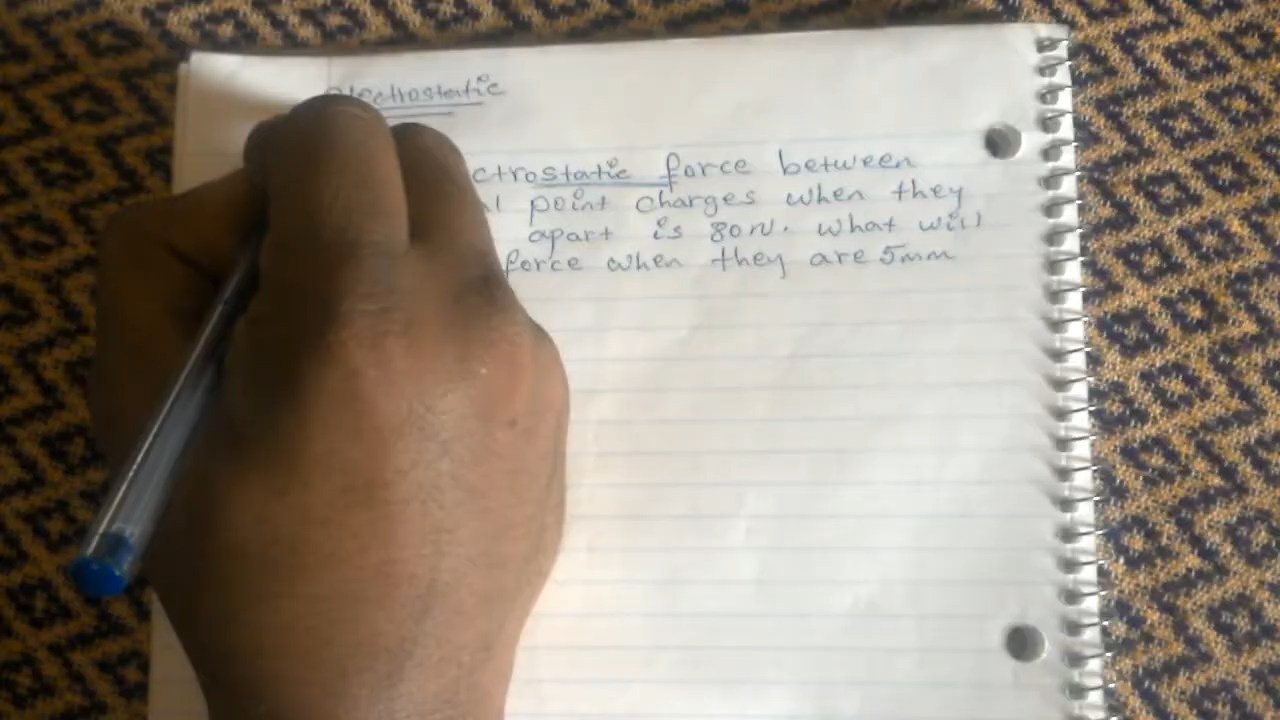 electrostatic
ctrostatic force between
point charges when they
apart is 80N. What will
force when they are 5mm